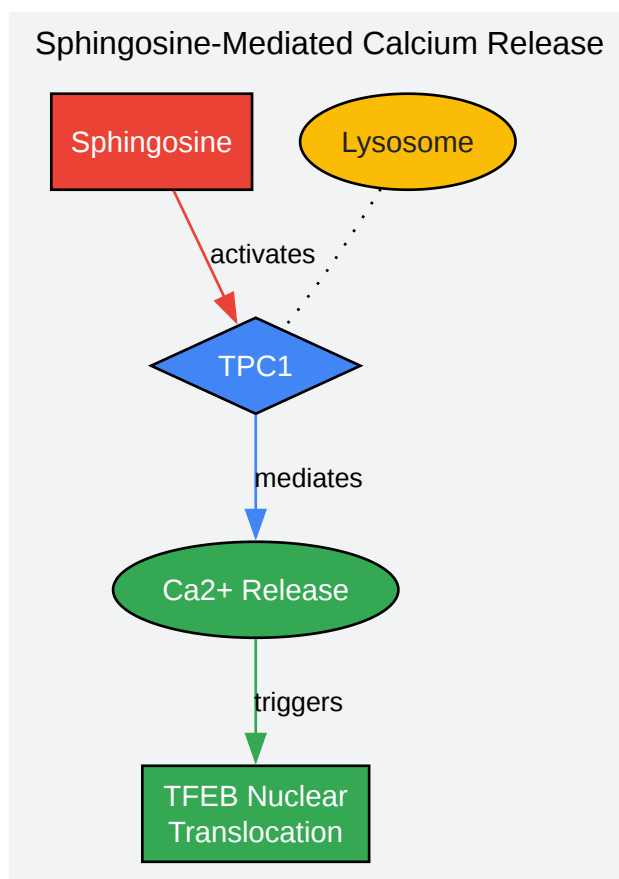 Sphingosine-Mediated Calcium Release
Sphingosine
Lysosome
activates
TPC1
mediates
Ca2+ Release
triggers
TFEB Nuclear
Translocation